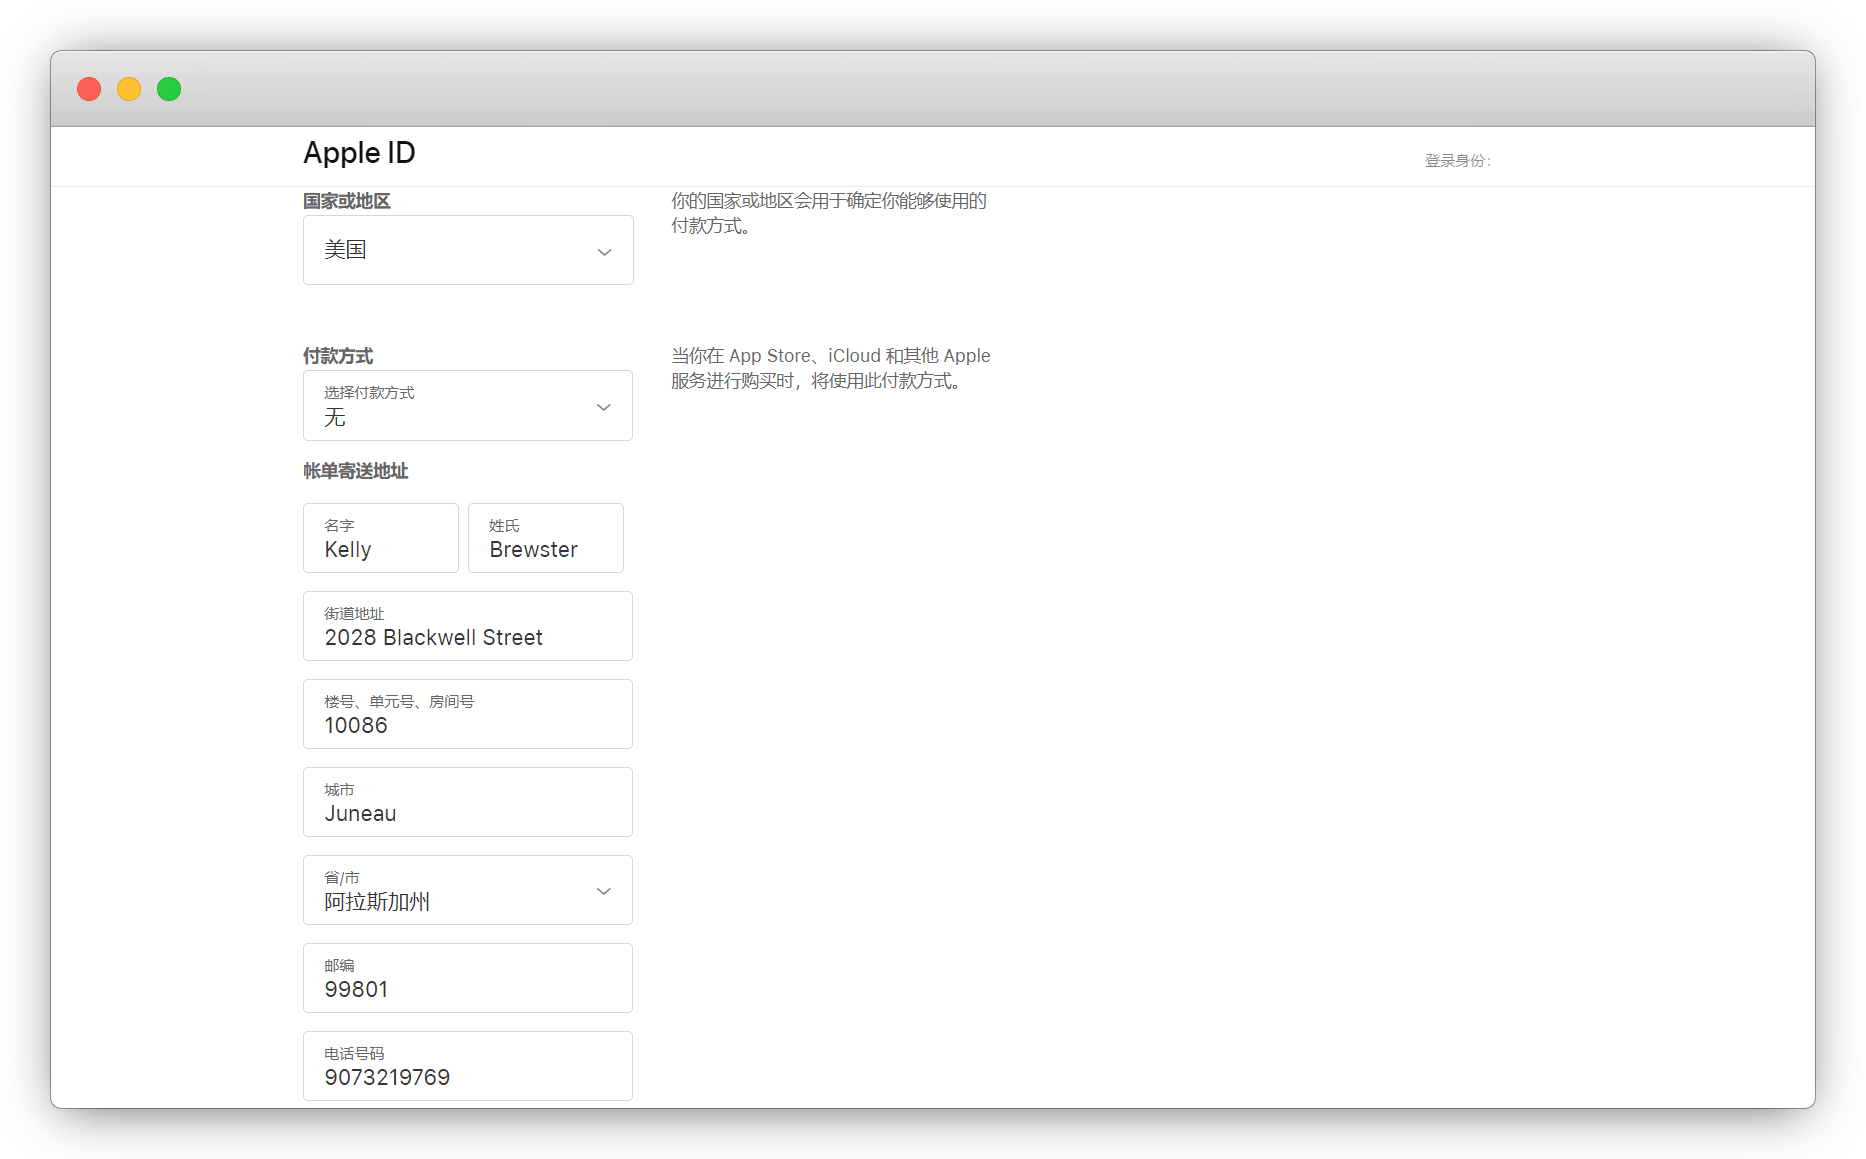 Apple ID
登录身份：
国家或地区
美国
你的国家或地区会用于确定你能够使用的
付款方式。
付款方式
选择付款方式
无
当你在 App Store、iCloud 和其他 Apple
服务进行购买时，将使用此付款方式。
帐单寄送地址
名字
Kelly
姓氏
Brewster
街道地址
2028 Blackwell Street
楼号、单元号、房间号
10086
城市
Juneau
省/市
阿拉斯加州
邮编
99801
电话号码
9073219769